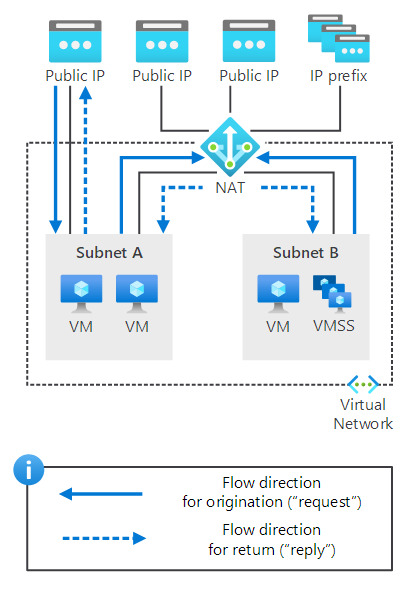 Public IP
Public IP
Public IP
IP prefix
NAT
Subnet A
Subnet B
VM
VM
VM
VMSS
Virtual
Network
i
Flow direction
for origination (“request”)
Flow direction
for return (“reply”)